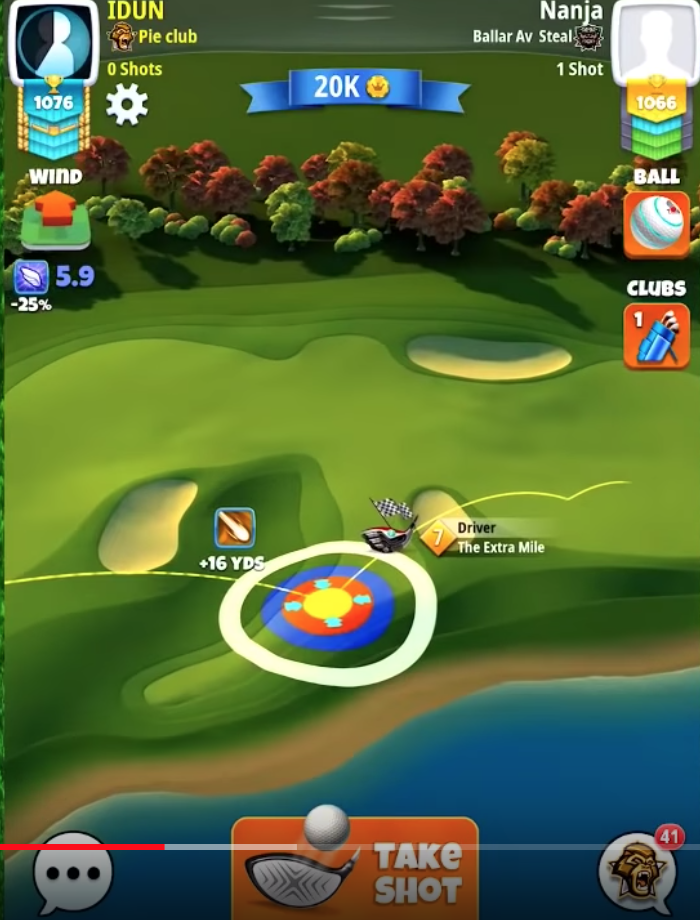 IDUN
Pie club
0 Shots
1076
20K
Nanja
Ballar Av Steal
1 Shot
1066
WIND
5.9
-25%
BALL
CLUBS
1
+16 YDS
7
Driver
The Extra Mile
TAKE
SHOT
41